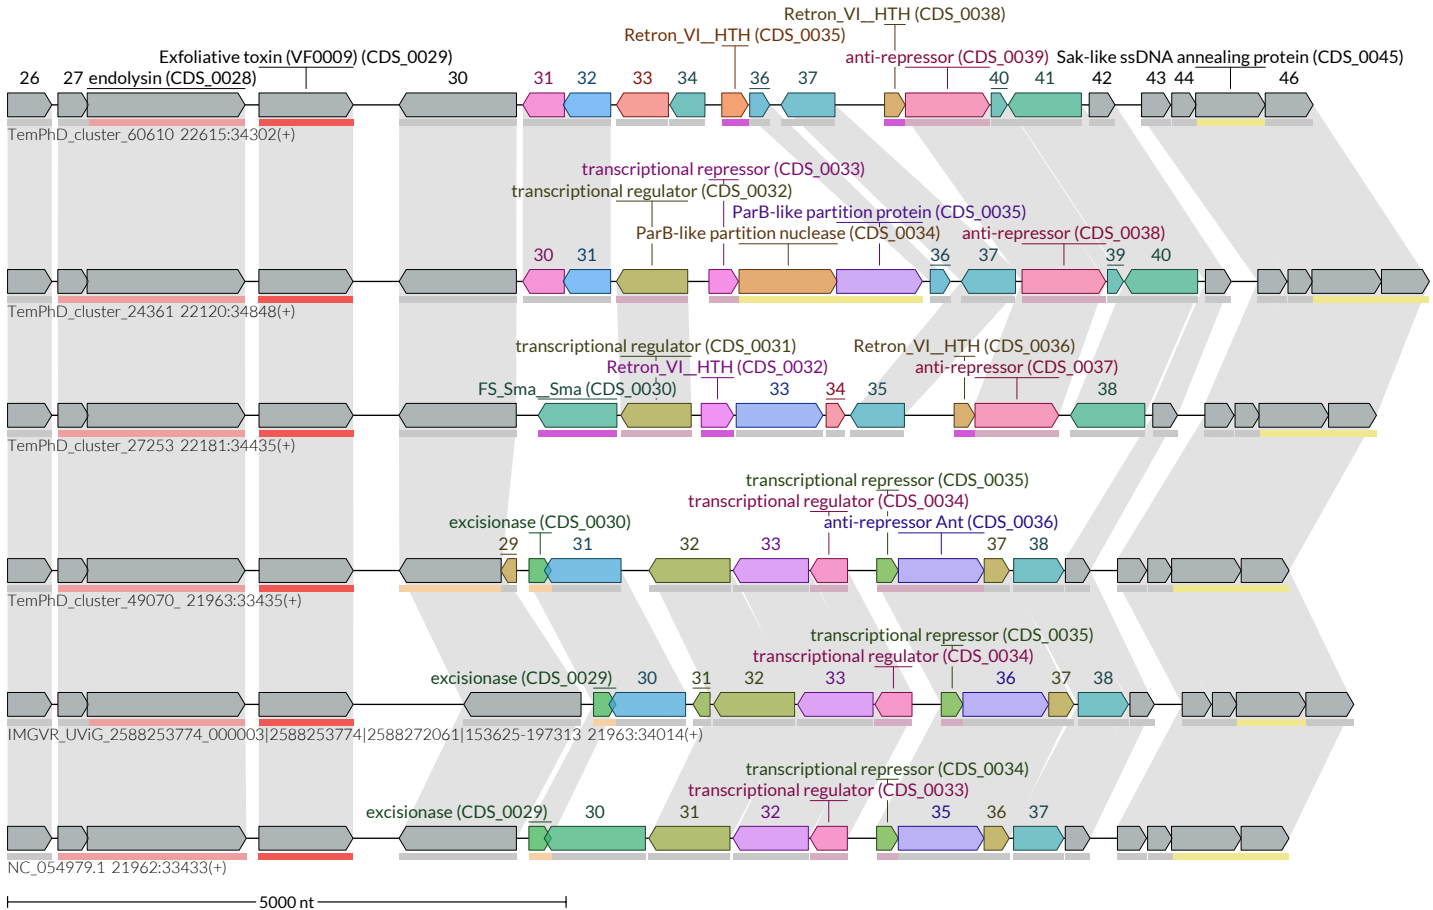 Retron_VI__HTH (CDS_0038)
Retron_VI__HTH (CDS_0035)
Exfoliative toxin (VF0009) (CDS_0029) anti-repressor (CDS_0039) Sak-like ssDNA annealing protein (CDS_0045)
26 27 endolysin (CDS_0028) 30 31 32 33 34 36 37 40 41 42 43 44 46
TemPhD_cluster_60610 22615:34302(+)
transcriptional repressor (CDS_0033)
transcriptional regulator (CDS_0032)
ParB-like partition protein (CDS_0035)
ParB-like partition nuclease (CDS_0034) anti-repressor (CDS_0038)
30 31 36 37 39 40
TemPhD_cluster_24361 22120:34848(+)
transcriptional regulator (CDS_0031) Retron_VI__HTH (CDS_0036)
Retron_VI__HTH (CDS_0032) anti-repressor (CDS_0037)
FS_Sma__Sma (CDS_0030) 33 34 35 38
TemPhD_cluster_27253 22181:34435(+)
transcriptional repressor (CDS_0035)
transcriptional regulator (CDS_0034)
excisionase (CDS_0030) anti-repressor Ant (CDS_0036)
29 31 32 33 37 38
TemPhD_cluster_49070_ 21963:33435(+)
transcriptional repressor (CDS_0035)
transcriptional regulator (CDS_0034)
excisionase (CDS_0029) 30 31 32 33 36 37 38
IMGVR_UViG_2588253774_000003|2588253774|2588272061|153625-197313 21963:34014(+)
transcriptional repressor (CDS_0034)
transcriptional regulator (CDS_0033)
excisionase (CDS_0029) 30 31 32 35 36 37
NC_054979.1 21962:33433(+)
5000 nt